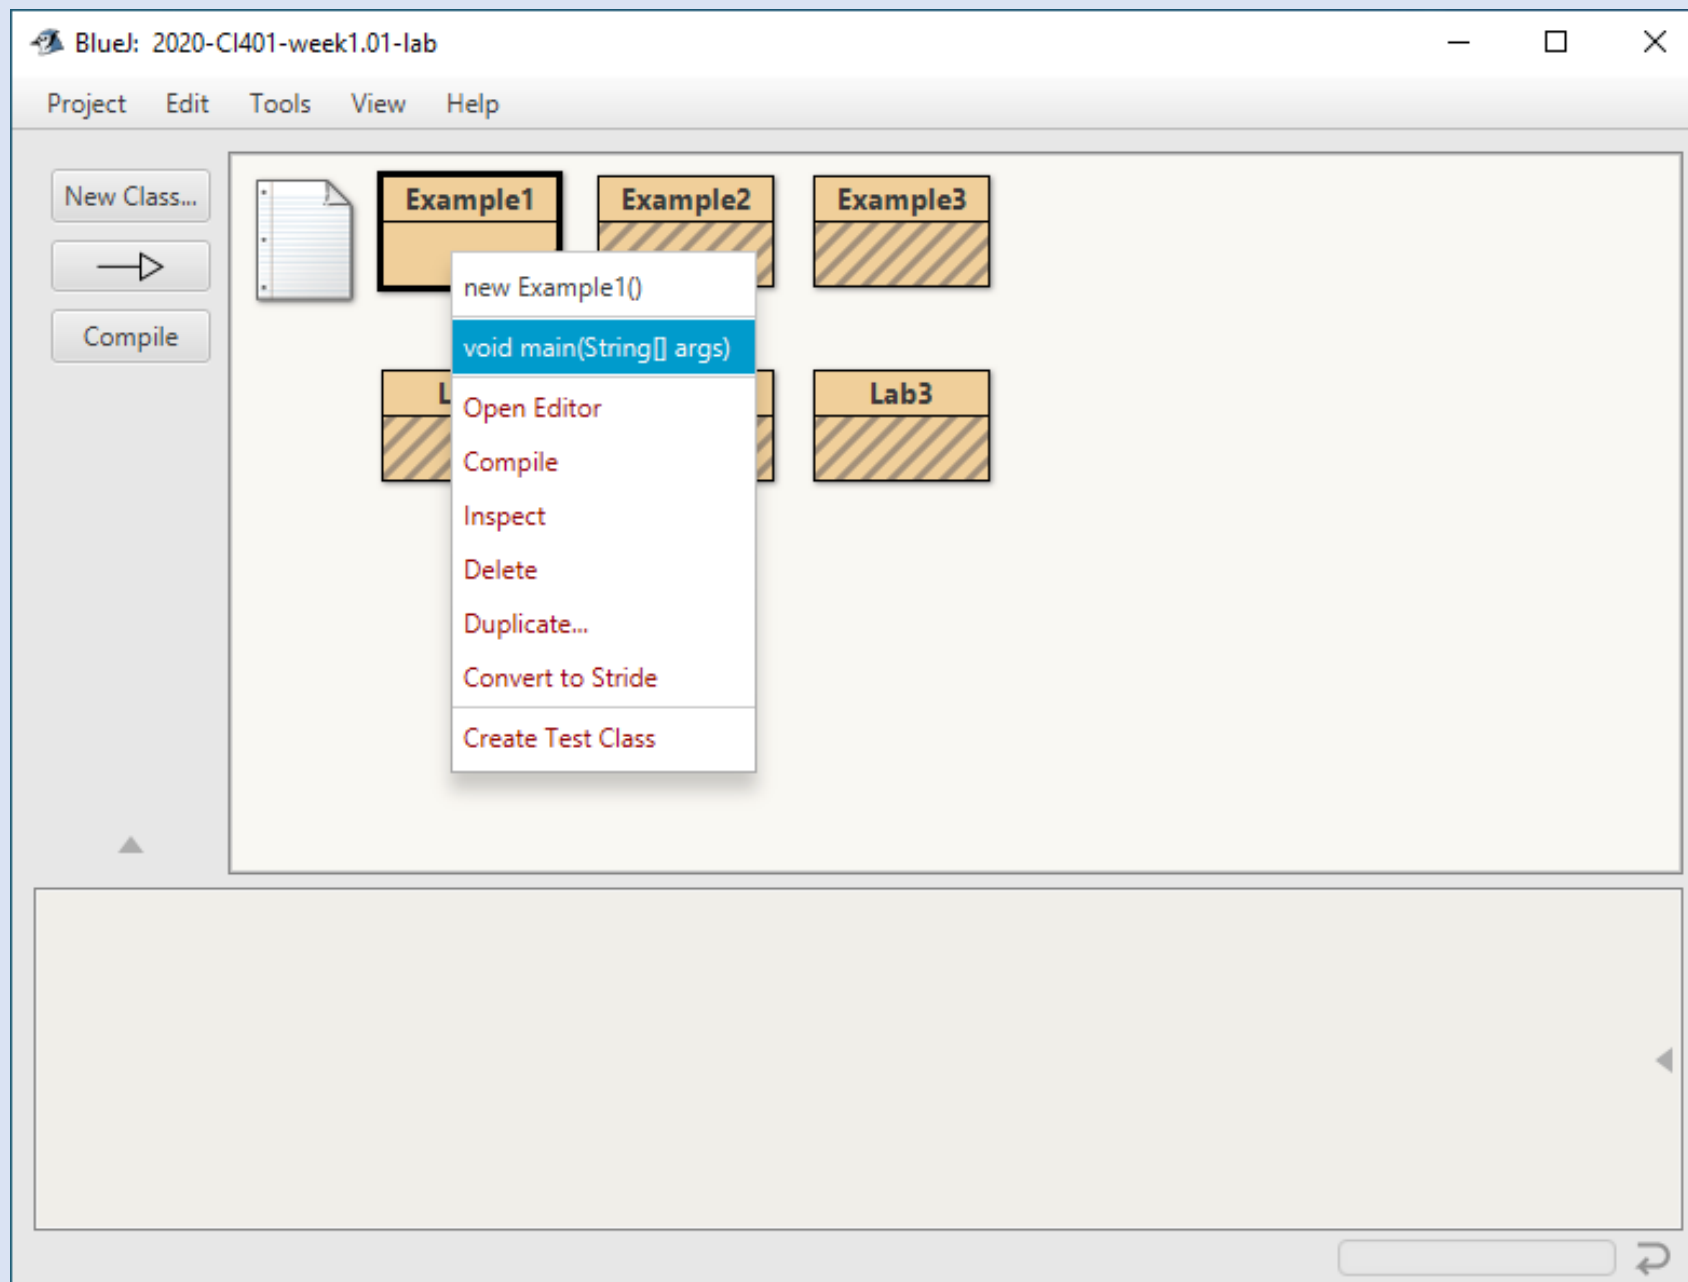 BlueJ: 2020-CI401-week1.01-lab
Project Edit Tools View Help
New Class...
Compile
Example1 Example2 Example3
new Example1()
void main(String[] args)
Open Editor
Compile
Inspect
Delete
Duplicate...
Convert to Stride
Create Test Class
L
Lab3